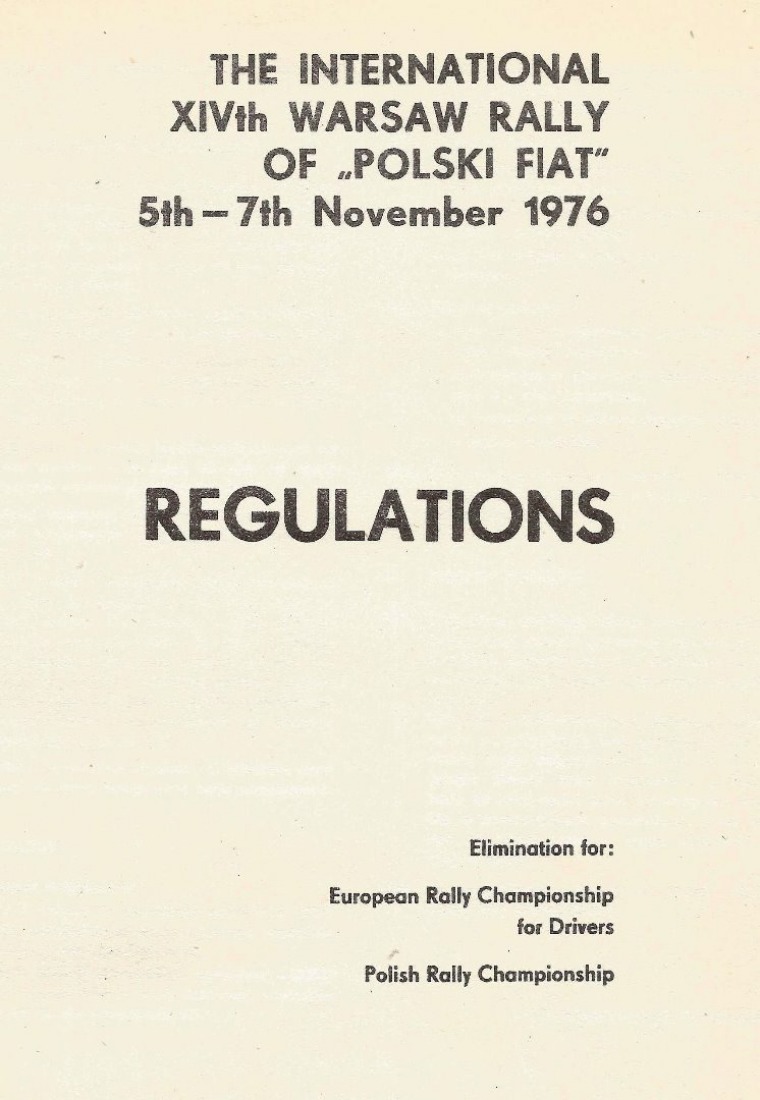 THE INTERNATIONAL
XIVth WARSAW RALLY
OF „POLSKI FIAT”
5th – 7th November 1976
REGULATIONS
Elimination for:
European Rally Championship
for Drivers
Polish Rally Championship